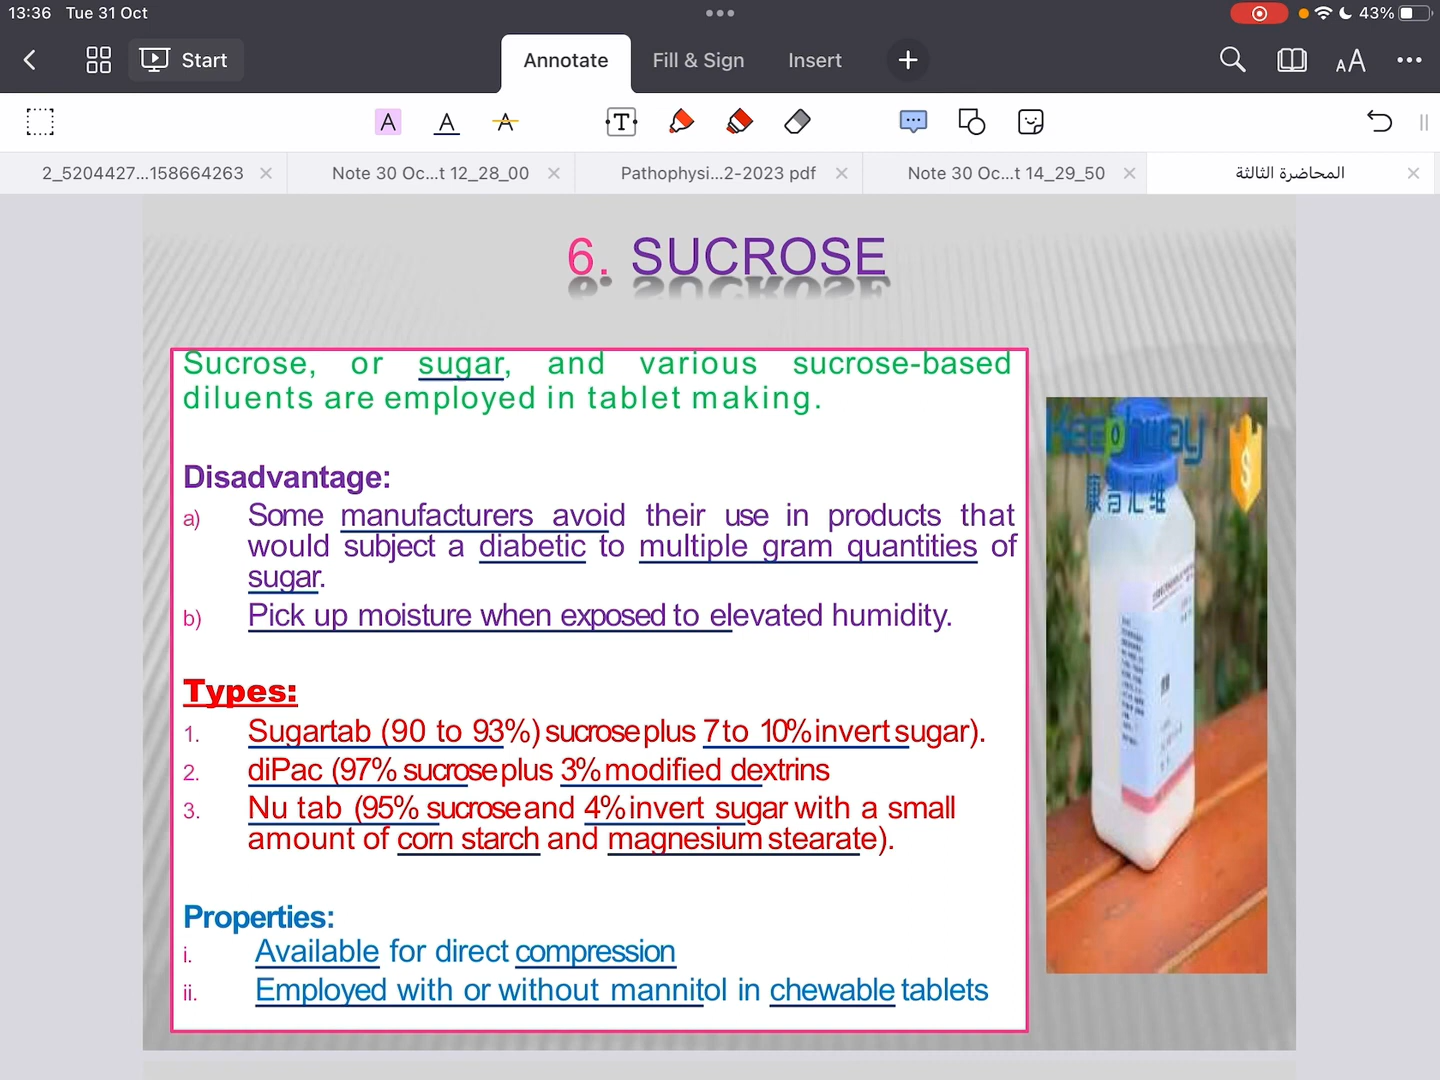 13:36 Tue 31 Oct
43%
Start
Annotate
Fill & Sign
Insert
2_5204427...158664263
Note 30 Oc...t 12_28_00
Pathophysi...2-2023 pdf
Note 30 Oc...t 14_29_50
المحاضرة الثالثة
6. SUCROSE
Sucrose, or sugar, and various sucrose-based
diluents are employed in tablet making.
Disadvantage:
a) Some manufacturers avoid their use in products that
would subject a diabetic to multiple gram quantities of
sugar.
b) Pick up moisture when exposed to elevated humidity.
Types:
1. Sugartab (90 to 93%) sucrose plus 7 to 10% invert sugar).
2. diPac (97% sucrose plus 3% modified dextrins
3. Nu tab (95% sucrose and 4% invert sugar with a small
amount of corn starch and magnesium stearate).
Properties:
i. Available for direct compression
ii. Employed with or without mannitol in chewable tablets
Keephway
康
汇维